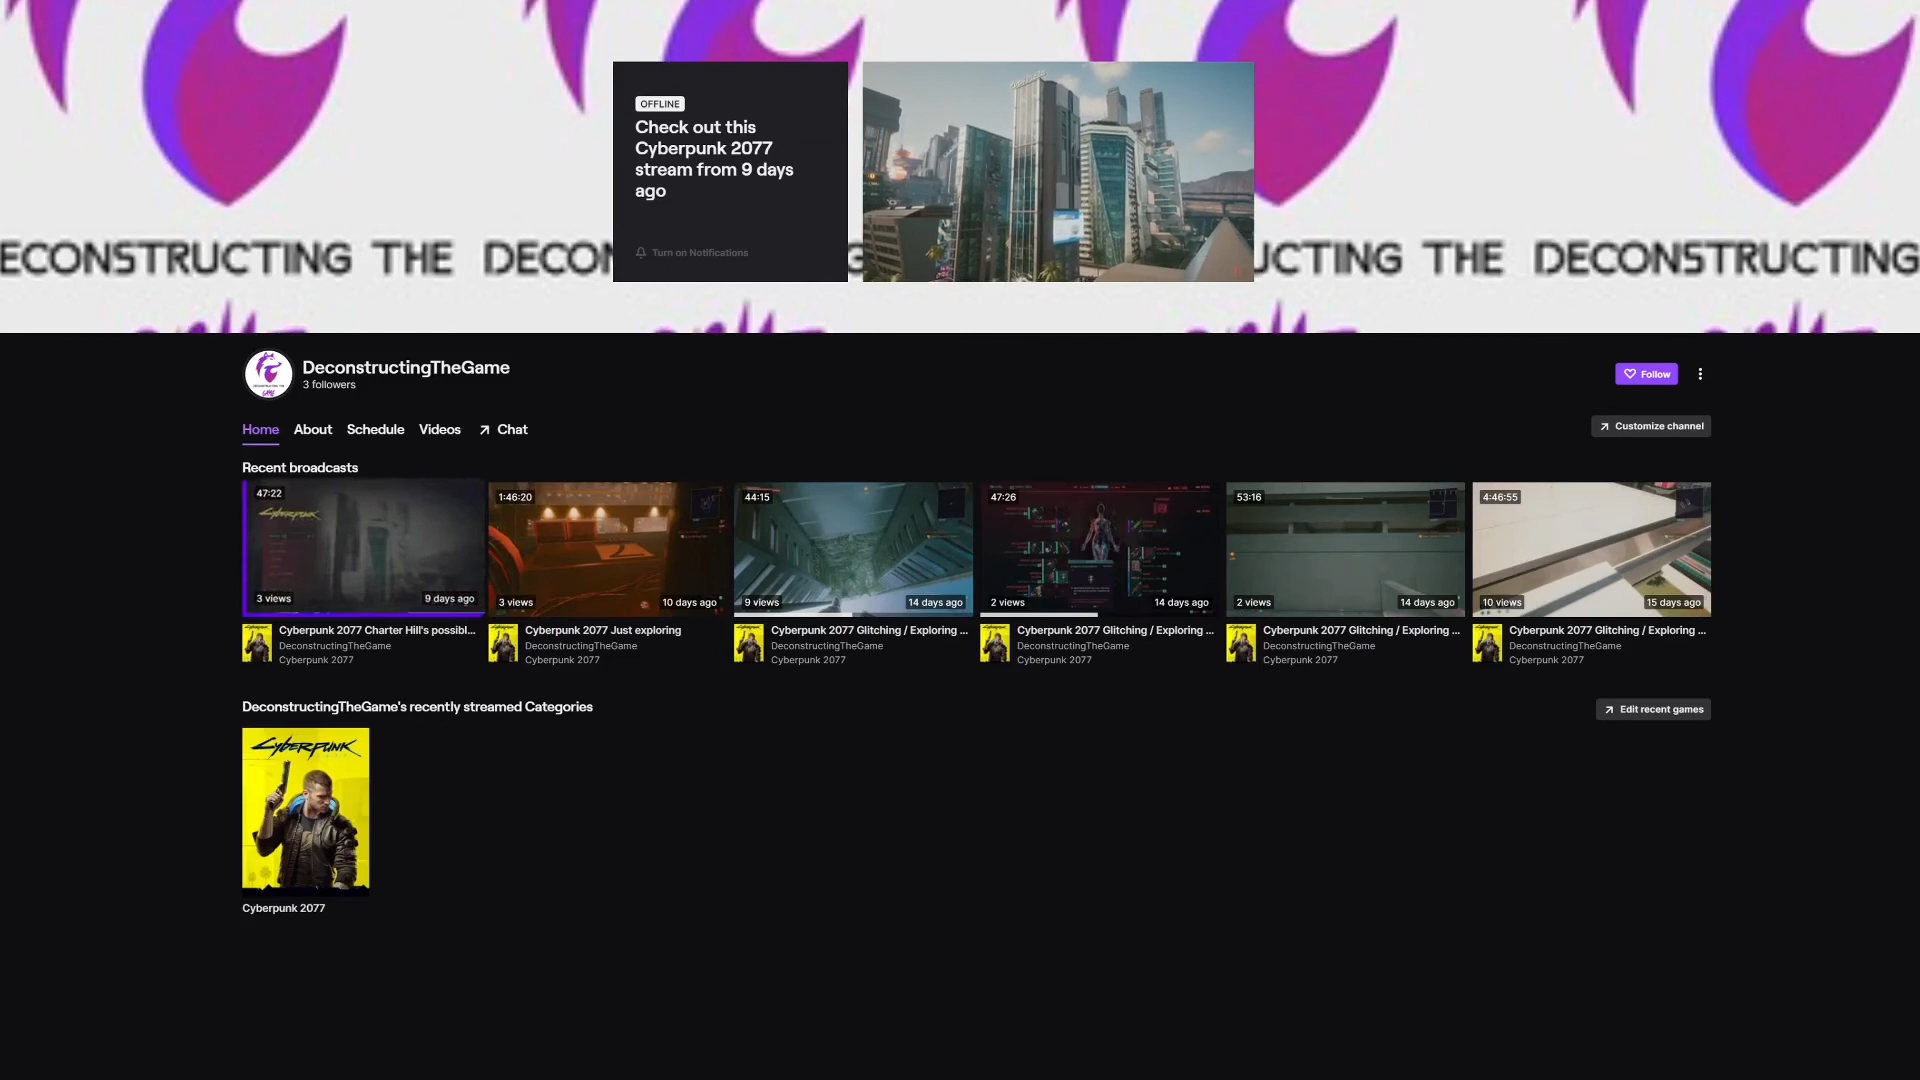 ECONSTRUCTING THE DECON
UCTING THE DECONSTRUCTING
OFFLINE
Check out this
Cyberpunk 2077
stream from 9 days
ago
Turn on Notifications
DeconstructingTheGame
3 followers
Follow
Home About Schedule Videos Chat
Customize channel
Recent broadcasts
47:22
CYBERPUNK
3 views
9 days ago
1:46:20
3 views
10 days ago
44:15
9 views
14 days ago
47:26
2 views
14 days ago
53:16
2 views
14 days ago
4:46:55
10 views
15 days ago
Cyberpunk 2077 Charter Hill's possibl...
DeconstructingTheGame
Cyberpunk 2077
Cyberpunk 2077 Just exploring
DeconstructingTheGame
Cyberpunk 2077
Cyberpunk 2077 Glitching / Exploring ...
DeconstructingTheGame
Cyberpunk 2077
Cyberpunk 2077 Glitching / Exploring ...
DeconstructingTheGame
Cyberpunk 2077
Cyberpunk 2077 Glitching / Exploring ...
DeconstructingTheGame
Cyberpunk 2077
Cyberpunk 2077 Glitching / Exploring ...
DeconstructingTheGame
Cyberpunk 2077
DeconstructingTheGame's recently streamed Categories
Edit recent games
CYBERPUNK
Cyberpunk 2077